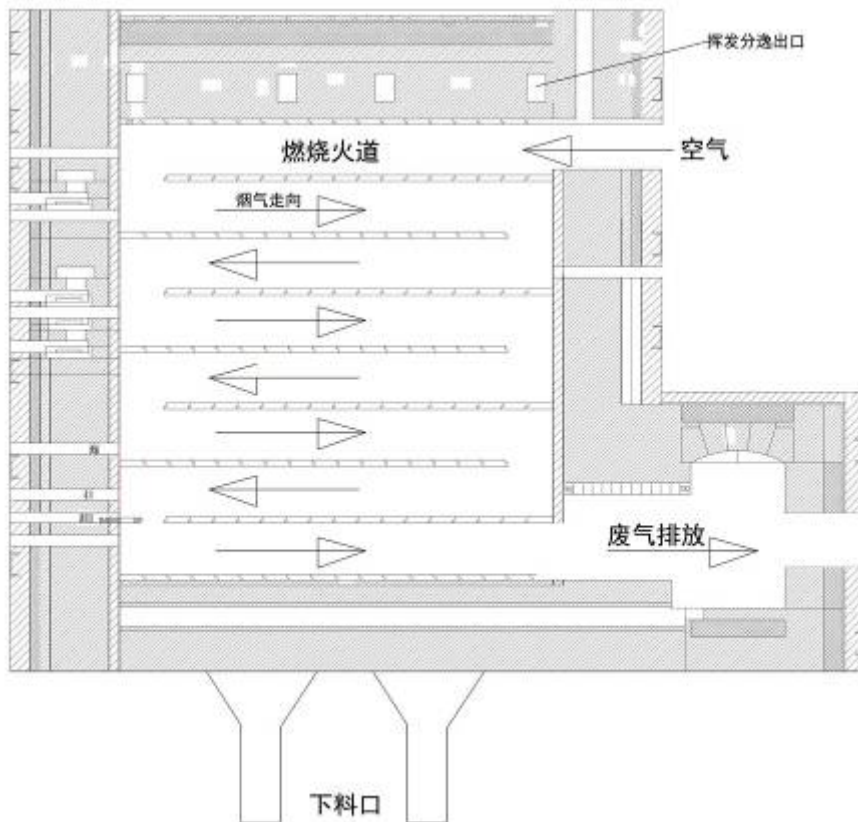 挥发分逸出口
燃烧火道
空气
烟气走向
废气排放
下料口